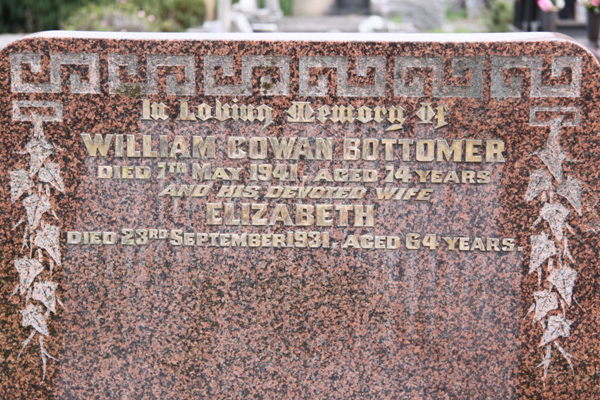 In Loving Memory of
WILLIAM COWAN BOTTOMER
DIED 7TH MAY 1941, AGED 74 YEARS
AND HIS DEVOTED WIFE
ELIZABETH
DIED 23RD SEPTEMBER 1931, AGED 64 YEARS.